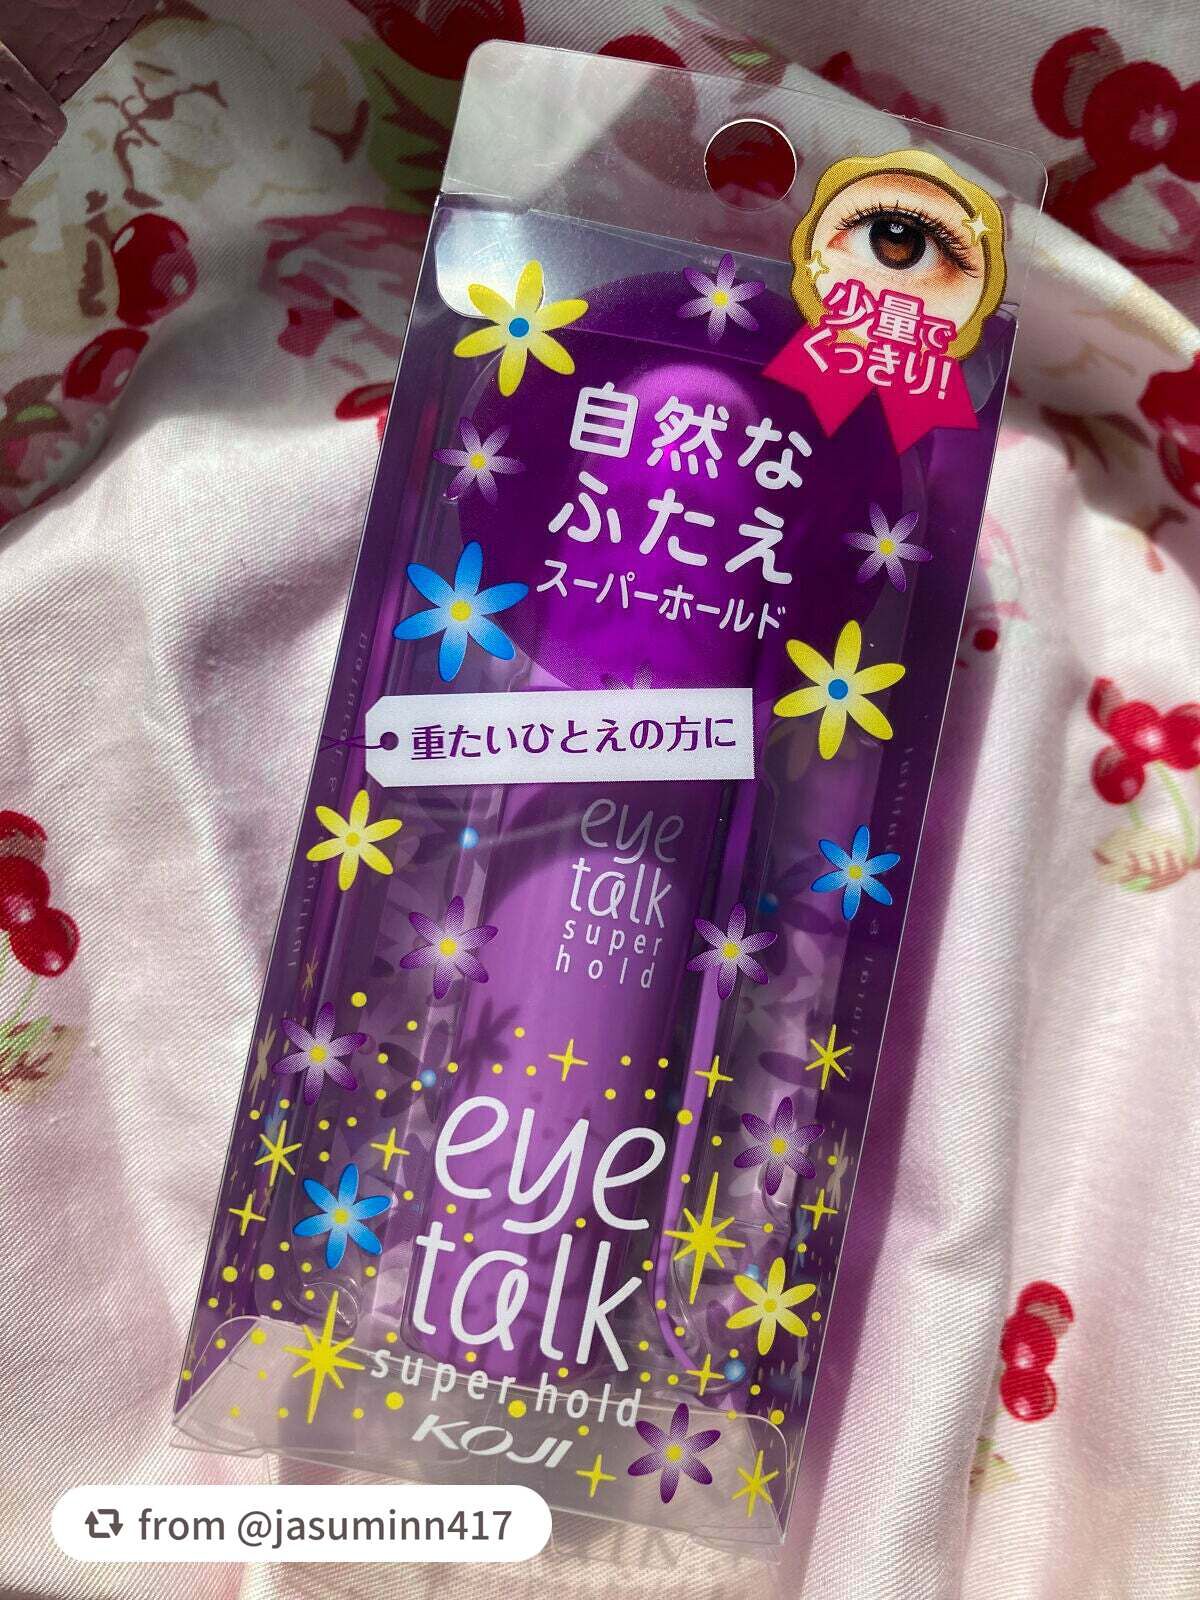 少量で
くっきり!
自然な
ふたえ
スーパーホールド
重たいひとえの方に
eye
talk
super
hold
eye
talk
super hold
KOJI
from @jasuminn417